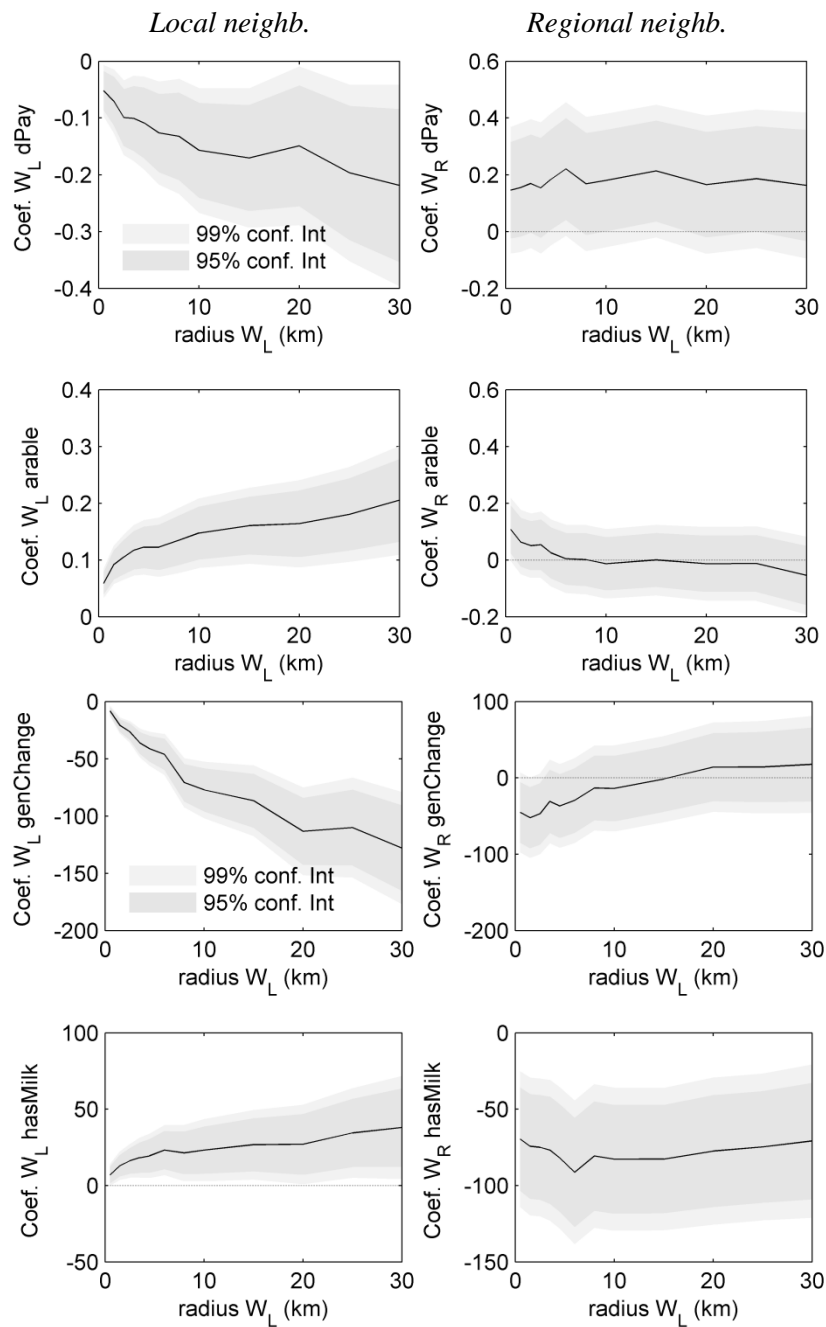 Local neighb.
Regional neighb.
0
-0.1
-0.2
-0.3
-0.4
Coef. W_L dPay
99% conf. Int
95% conf. Int
0 10 20 30
radius W_L (km)
0.6
0.4
0.2
0
-0.2
Coef. W_R dPay
0 10 20 30
radius W_L (km)
0.4
0.3
0.2
0.1
0
Coef. W_L arable
0 10 20 30
radius W_L (km)
0.6
0.4
0.2
0
-0.2
Coef. W_R arable
0 10 20 30
radius W_L (km)
0
-50
-100
-150
-200
Coef. W_L genChange
99% conf. Int
95% conf. Int
0 10 20 30
radius W_L (km)
100
0
-100
-200
Coef. W_R genChange
0 10 20 30
radius W_L (km)
100
50
0
-50
Coef. W_L hasMilk
0 10 20 30
radius W_L (km)
0
-50
-100
-150
Coef. W_R hasMilk
0 10 20 30
radius W_L (km)